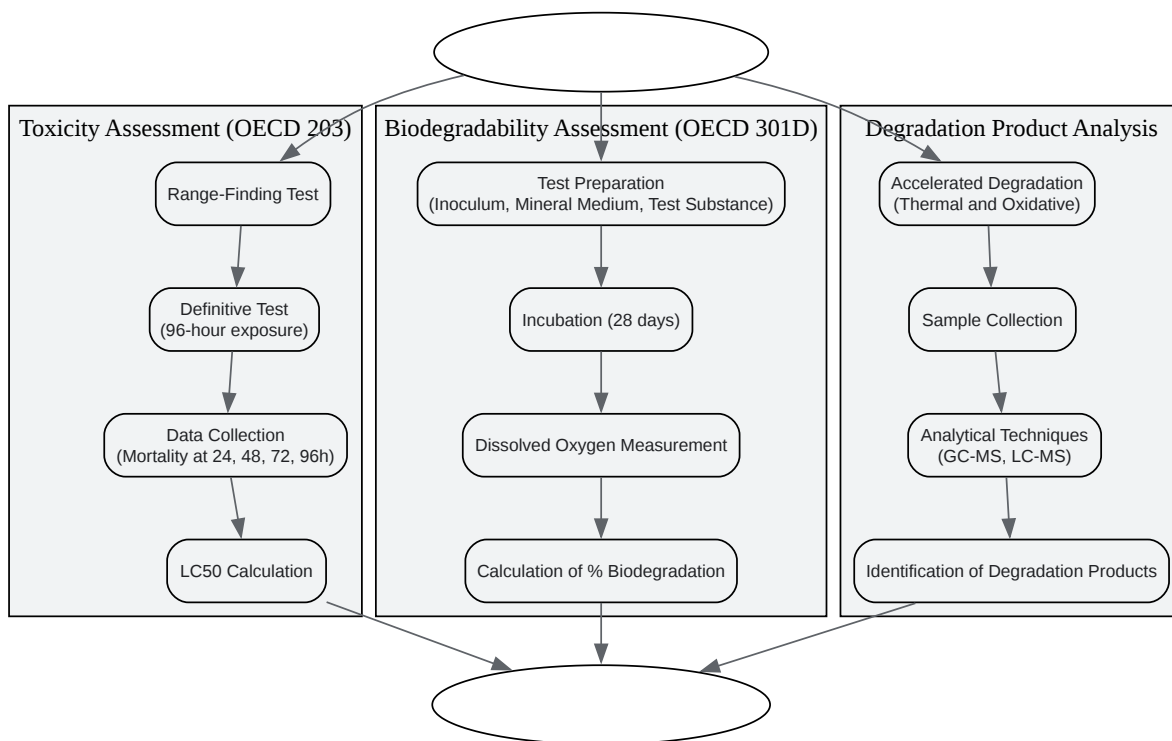 Toxicity Assessment (OECD 203)
Range-Finding Test
Definitive Test
(96-hour exposure)
Data Collection
(Mortality at 24, 48, 72, 96h)
LC50 Calculation
Biodegradability Assessment (OECD 301D)
Test Preparation
(Inoculum, Mineral Medium, Test Substance)
Incubation (28 days)
Dissolved Oxygen Measurement
Calculation of % Biodegradation
Degradation Product Analysis
Accelerated Degradation
(Thermal and Oxidative)
Sample Collection
Analytical Techniques
(GC-MS, LC-MS)
Identification of Degradation Products